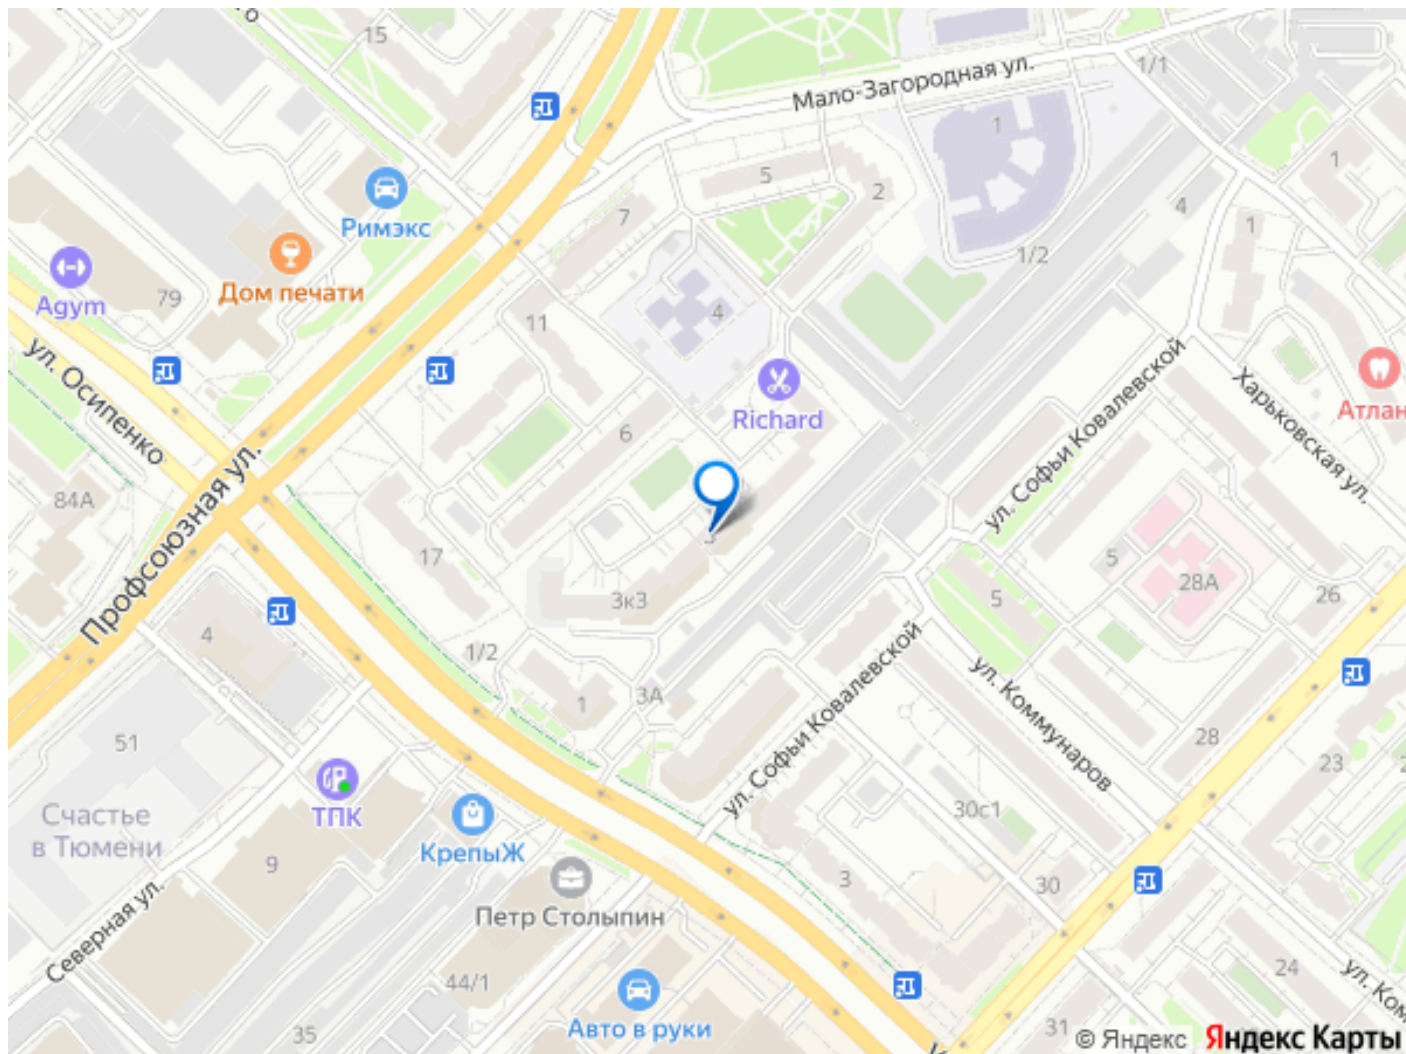 15
1/1
Мало-Загородная ул.
1
1
5
2
7
4
1
Римэкс
1/2
Дом печати
79
Agym
4
11
ул. Осипенко
Richard
Атлан
ул. Софьи Ковалевской
Харьковская ул.
6
84А
Профсоюзная ул.
3
17
5
28А
26
3к3
5
4
1/2
3А
1
ул. Софьи Ковалевской
ул. Коммунаров
28
51
23
2
ТПК
Счастье
в Тюмени
30с1
КрепыЖ
9
3
30
Петр Столыпин
Северная ул.
44/1
24
ул. Ком
Авто в руки
35
31
© Яндекс Яндекс Карты